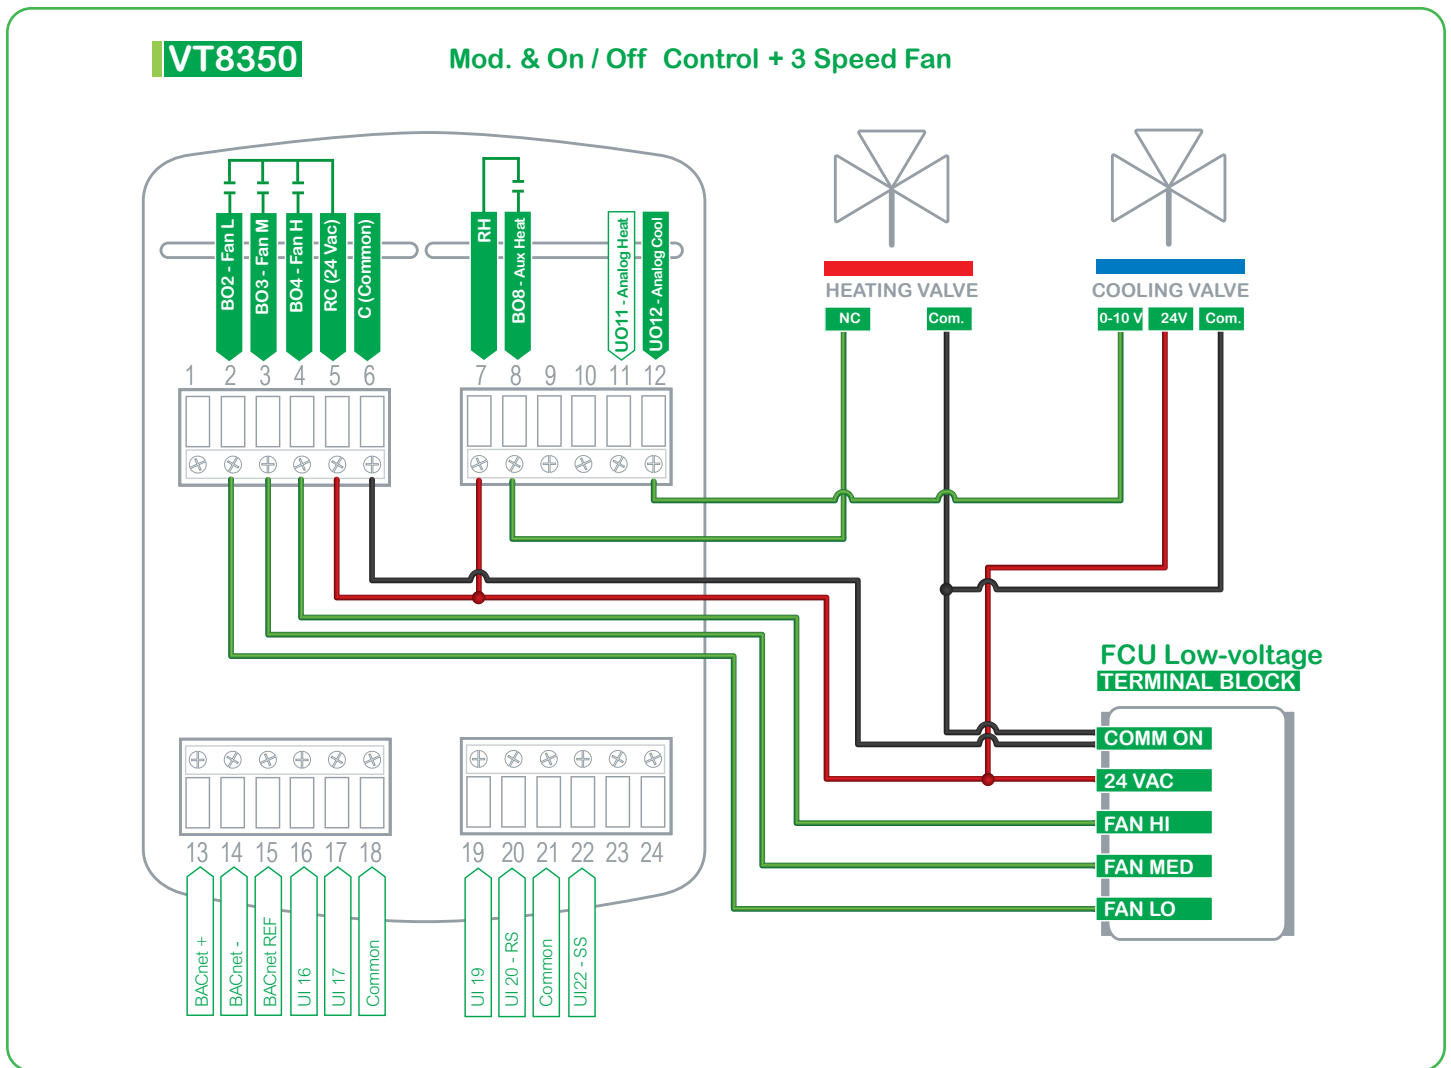 VT8350
Mod. & On / Off Control + 3 Speed Fan
BO2 - Fan L
BO3 - Fan M
BO4 - Fan H
RC (24 Vac)
C (Common)
RH
BO8 - Aux Heat
UO11 - Analog Heat
UO12 - Analog Cool
HEATING VALVE
NC
Com.
COOLING VALVE
0-10 V
24V
Com.
1 2 3 4 5 6
7 8 9 10 11 12
FCU Low-voltage
TERMINAL BLOCK
COMM ON
24 VAC
FAN HI
FAN MED
FAN LO
13 14 15 16 17 18
19 20 21 22 23 24
BACnet +
BACnet -
BACnet REF
UI 16
UI 17
Common
UI 19
UI 20 - RS
Common
UI22 - SS